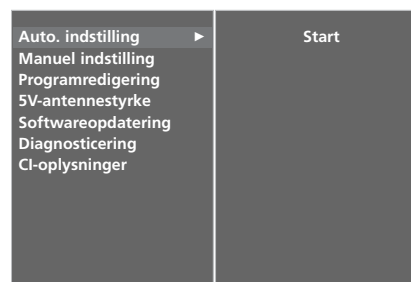 Auto. indstilling ► Start
Manuel indstilling
Programredigering
5V-antennestyrke
Softwareopdatering
Diagnosticering
CI-oplysninger